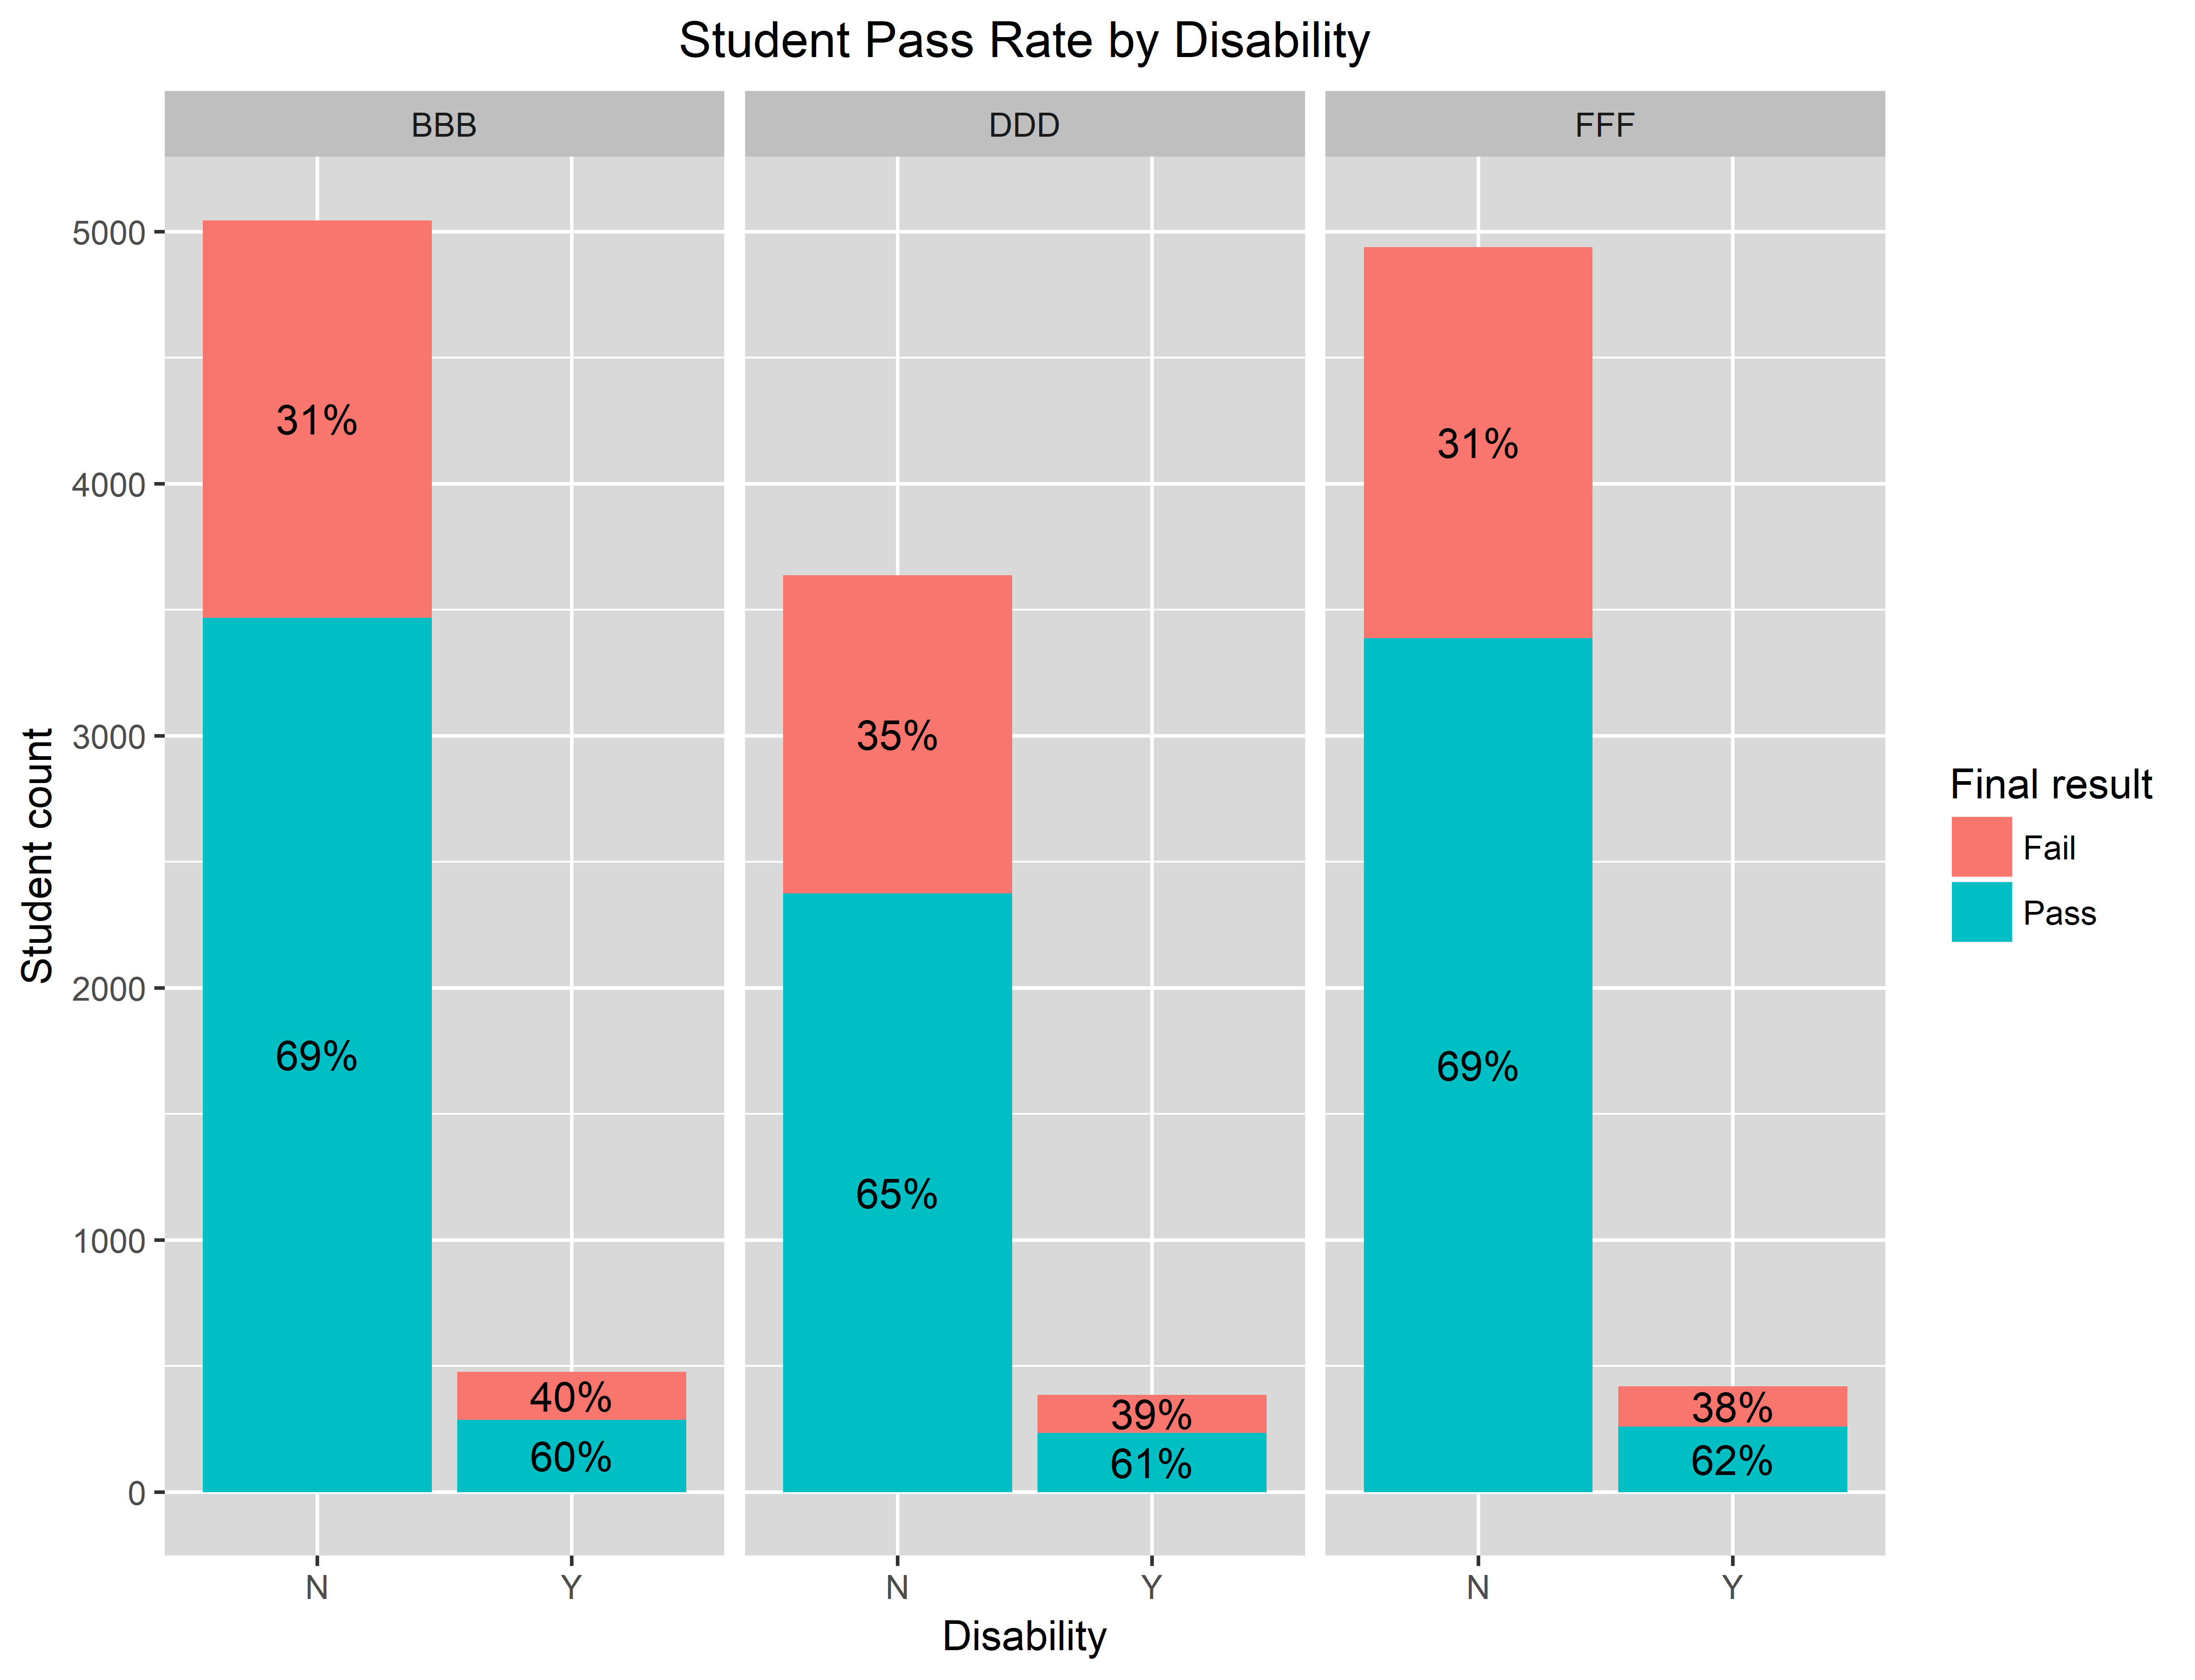 Student Pass Rate by Disability
BBB
DDD
FFF
Student count
5000
4000
3000
2000
1000
0
31%
69%
40%
60%
35%
65%
39%
61%
31%
69%
38%
62%
N
Y
N
Y
N
Y
Disability
Final result
Fail
Pass